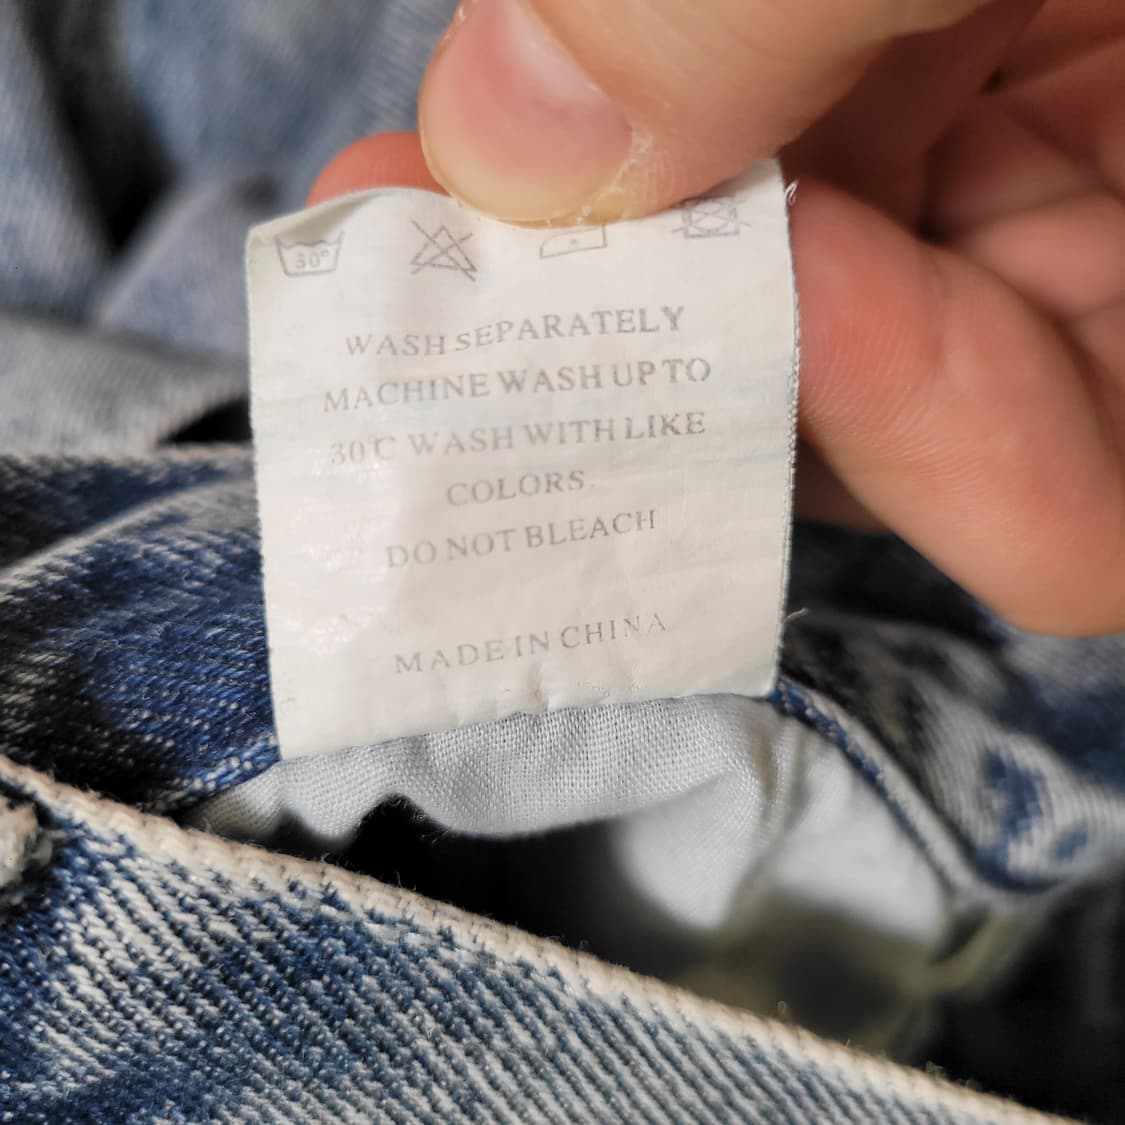 30°
WASH SEPARATELY
MACHINE WASH UP TO
30℃ WASH WITH LIKE
COLORS.
DO NOT BLEACH
MADE IN CHINA